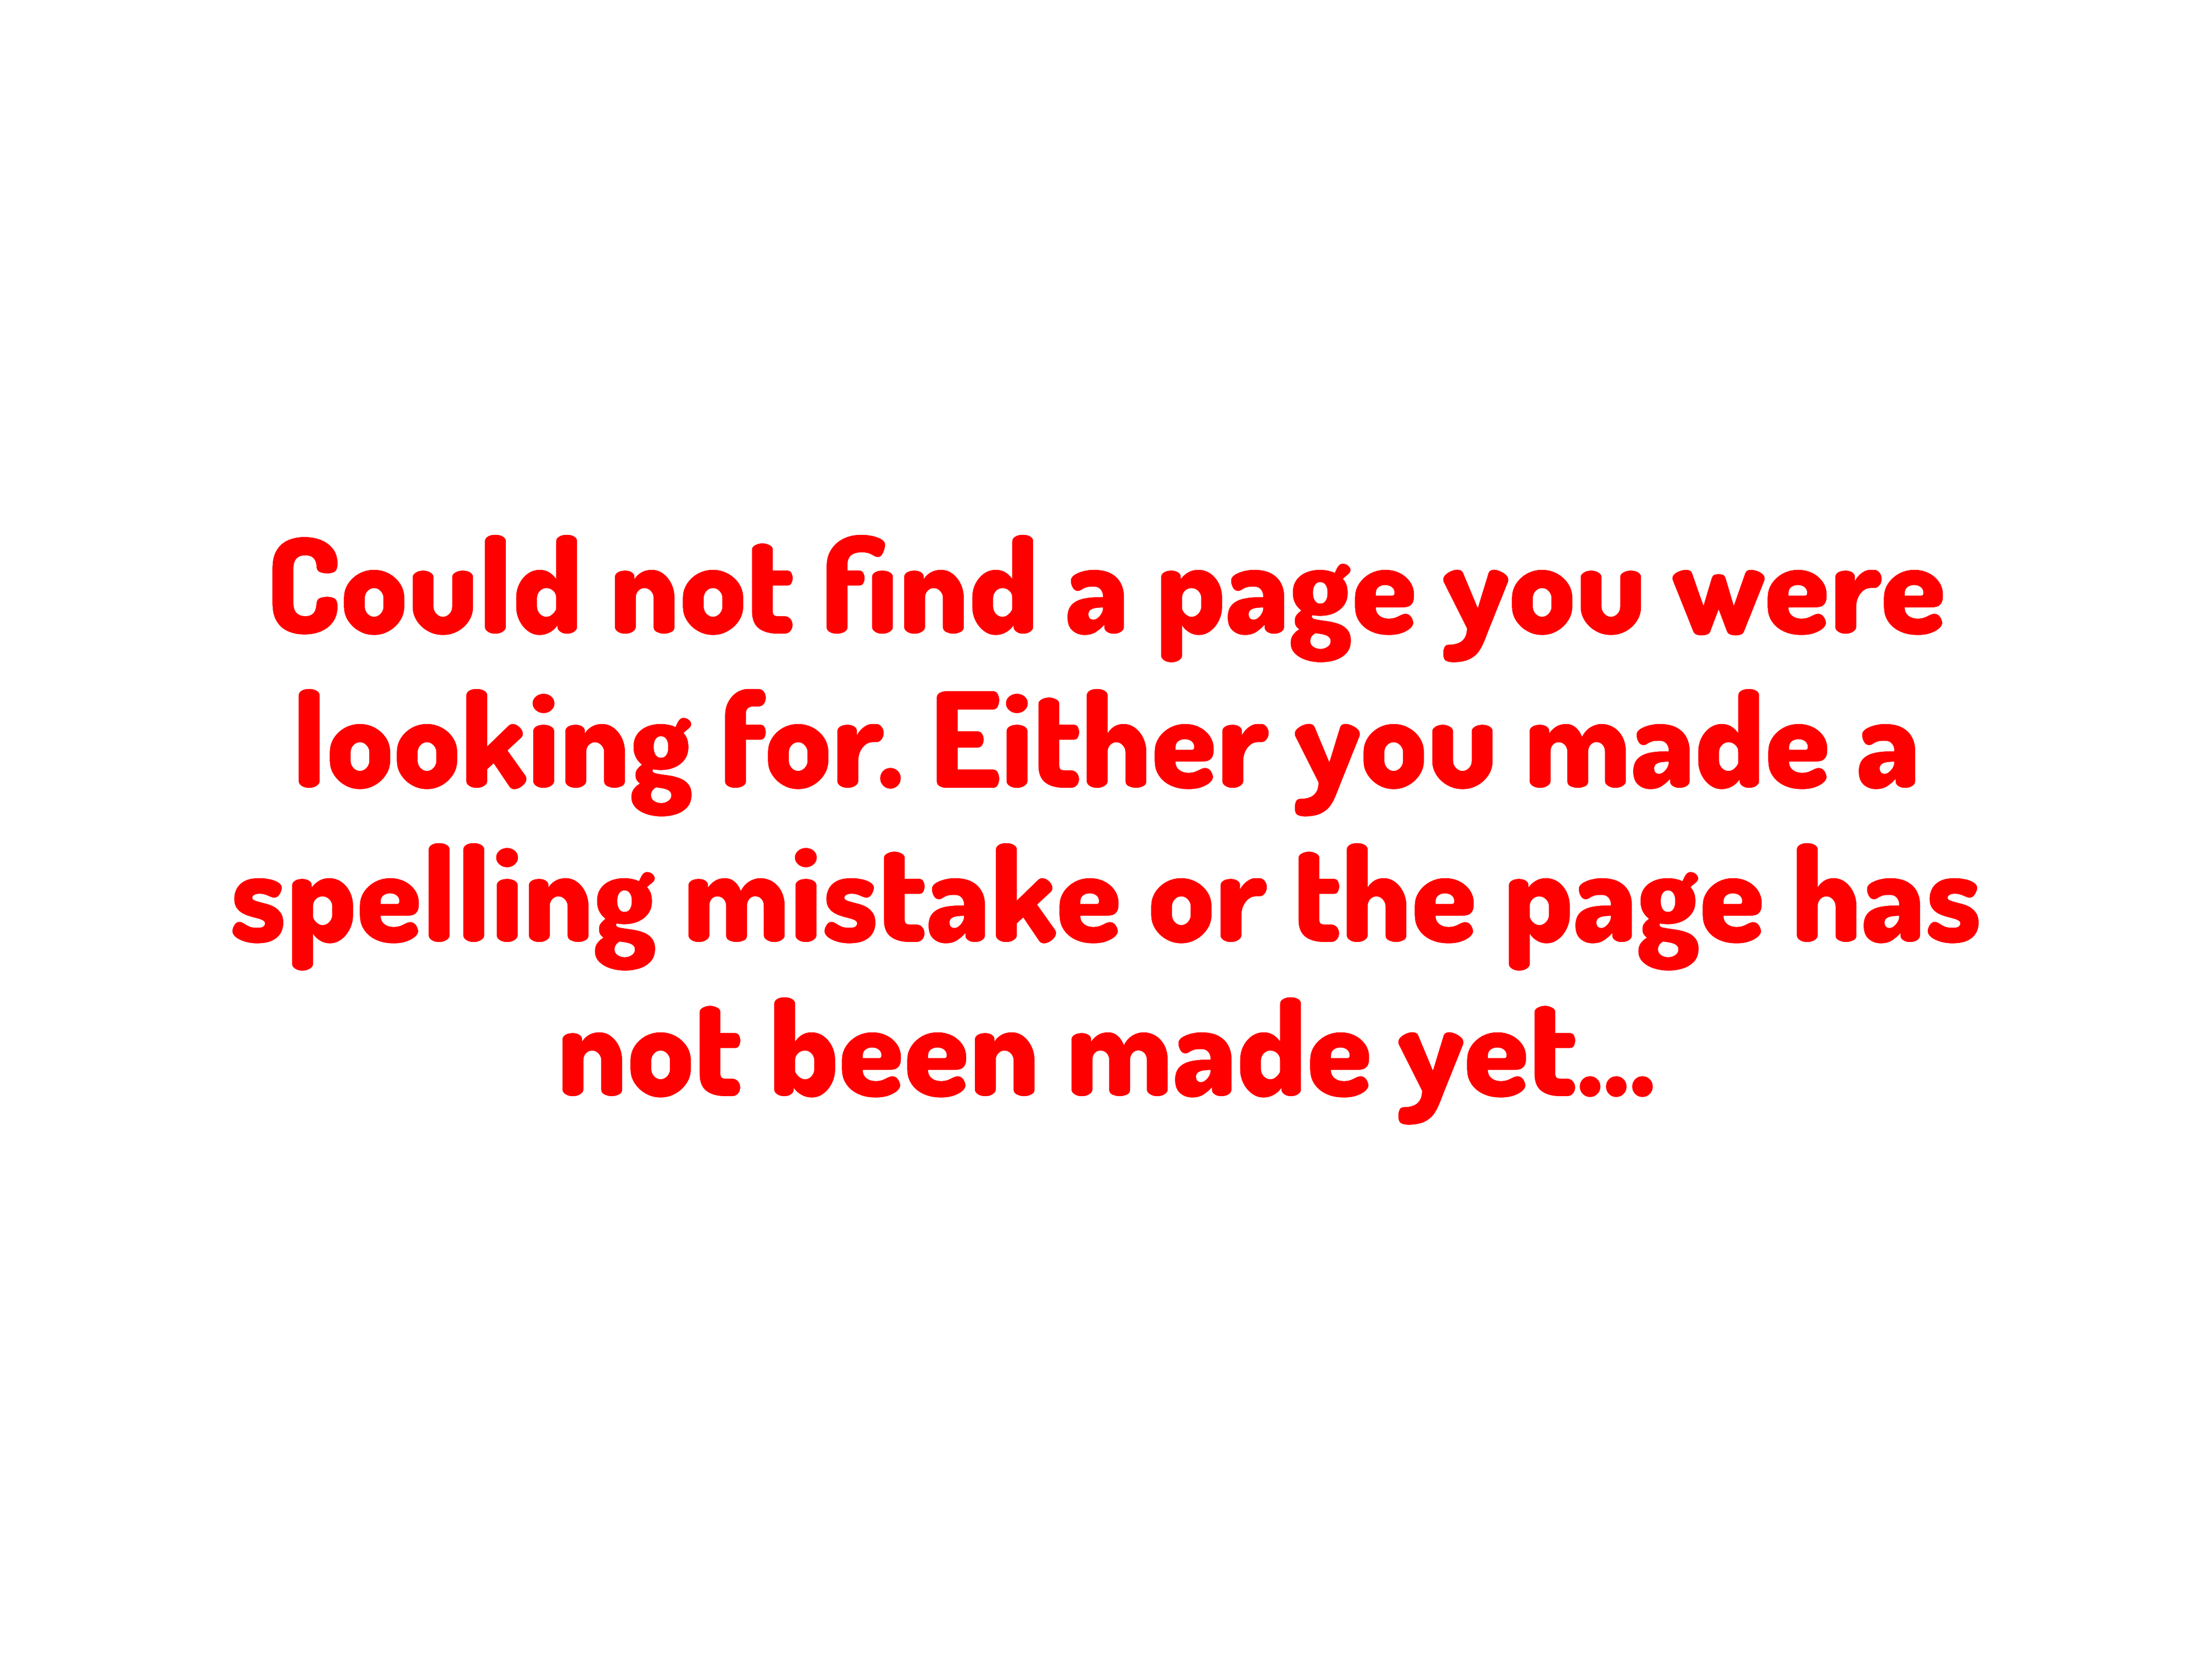 Could not find a page you were
looking for. Either you made a
spelling mistake or the page has
not been made yet...